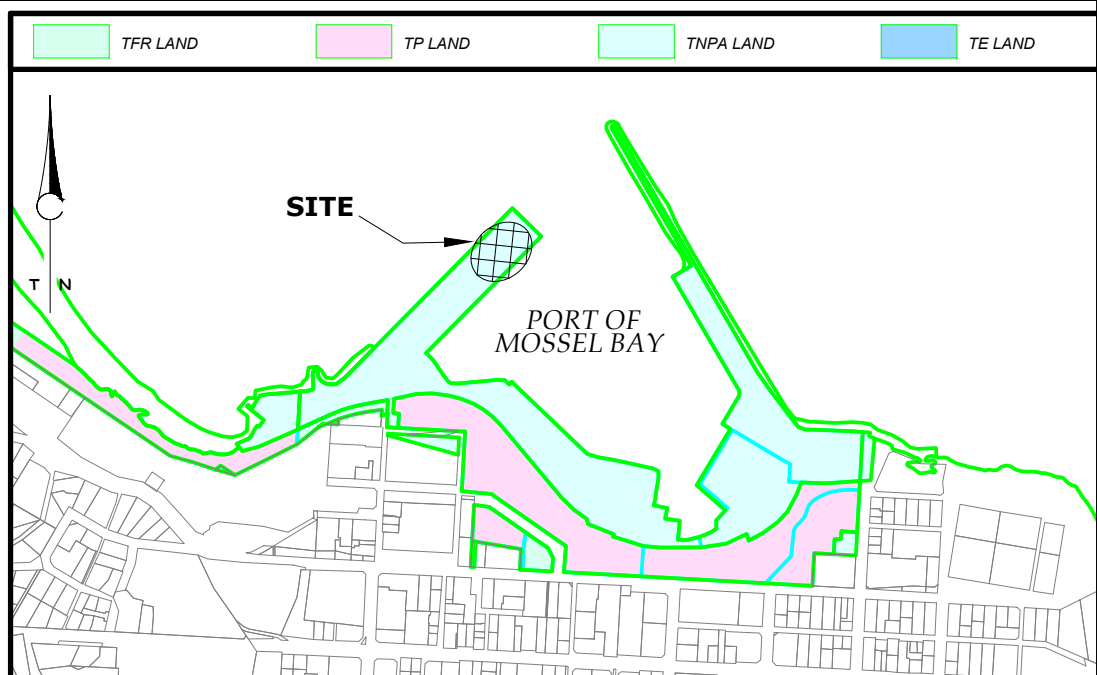 TFR LAND
TP LAND
TNPA LAND
TE LAND
SITE
T N
PORT OF
MOSSEL BAY